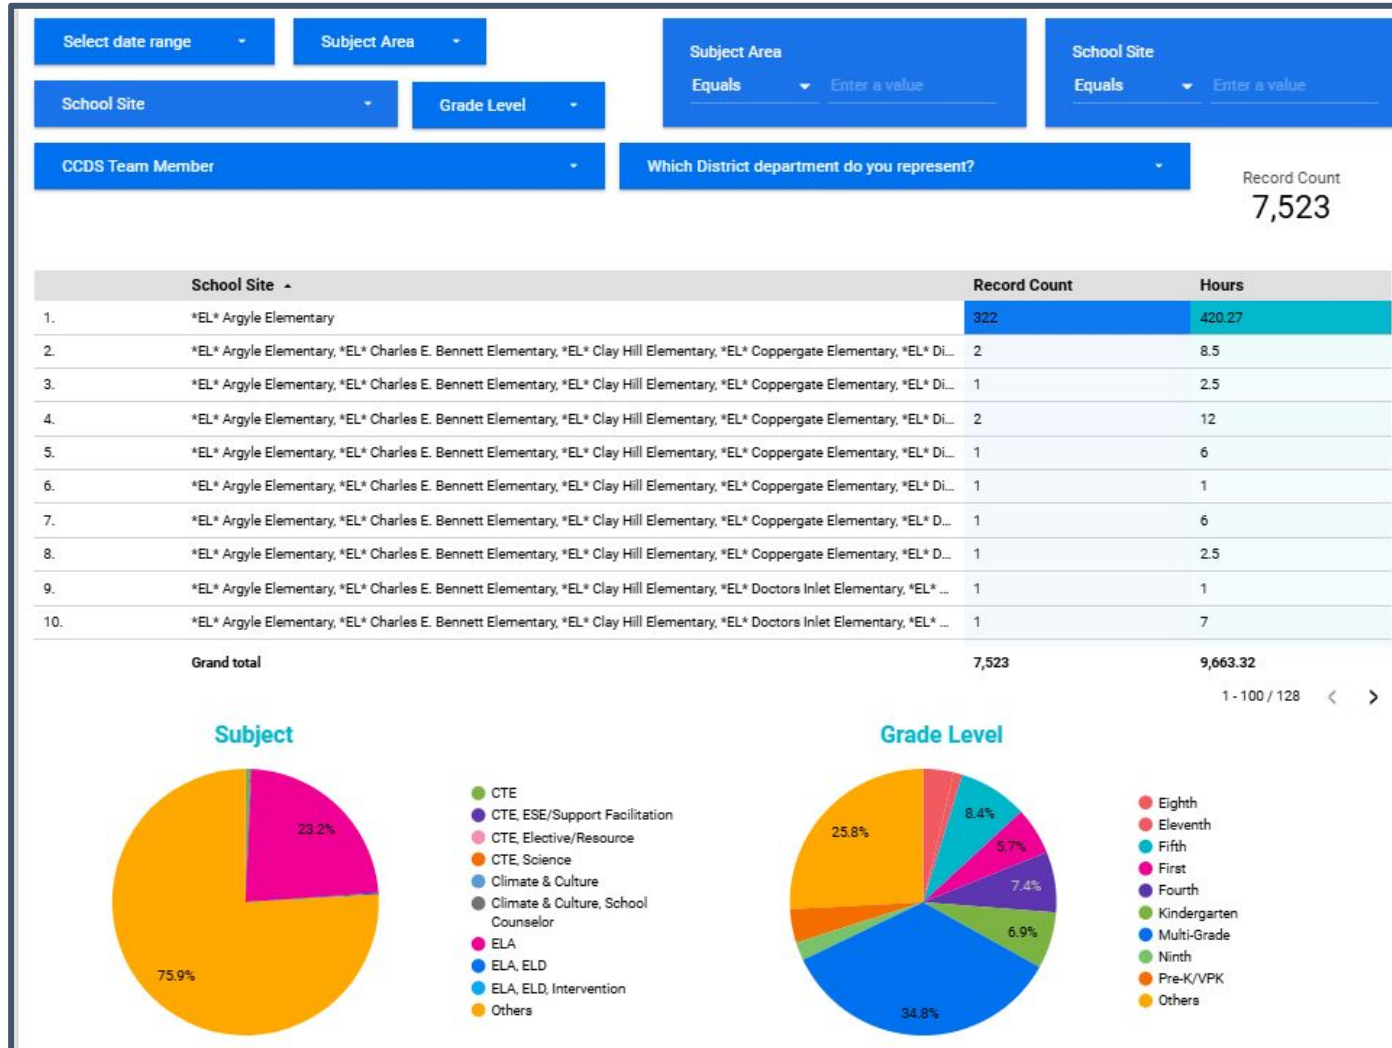 Select date range
Subject Area
School Site
Grade Level
CCDS Team Member
Subject Area
Equals Enter a value
School Site
Equals Enter a value
Which District department do you represent?
Record Count
7,523
School Site Record Count Hours
1. *EL* Argyle Elementary 322 420.27
2. *EL* Argyle Elementary, *EL* Charles E. Bennett Elementary, *EL* Clay Hill Elementary, *EL* Coppergate Elementary, *EL* Di... 2 8.5
3. *EL* Argyle Elementary, *EL* Charles E. Bennett Elementary, *EL* Clay Hill Elementary, *EL* Coppergate Elementary, *EL* Di... 1 2.5
4. *EL* Argyle Elementary, *EL* Charles E. Bennett Elementary, *EL* Clay Hill Elementary, *EL* Coppergate Elementary, *EL* Di... 2 12
5. *EL* Argyle Elementary, *EL* Charles E. Bennett Elementary, *EL* Clay Hill Elementary, *EL* Coppergate Elementary, *EL* Di... 1 6
6. *EL* Argyle Elementary, *EL* Charles E. Bennett Elementary, *EL* Clay Hill Elementary, *EL* Coppergate Elementary, *EL* Di... 1 1
7. *EL* Argyle Elementary, *EL* Charles E. Bennett Elementary, *EL* Clay Hill Elementary, *EL* Coppergate Elementary, *EL* D... 1 6
8. *EL* Argyle Elementary, *EL* Charles E. Bennett Elementary, *EL* Clay Hill Elementary, *EL* Coppergate Elementary, *EL* D... 1 2.5
9. *EL* Argyle Elementary, *EL* Charles E. Bennett Elementary, *EL* Clay Hill Elementary, *EL* Doctors Inlet Elementary, *EL* ... 1 1
10. *EL* Argyle Elementary, *EL* Charles E. Bennett Elementary, *EL* Clay Hill Elementary, *EL* Doctors Inlet Elementary, *EL* ... 1 7
Grand total 7,523 9,663.32
1 - 100 / 128
Subject
23.2%
75.9%
CTE
CTE, ESE/Support Facilitation
CTE, Elective/Resource
CTE, Science
Climate & Culture
Climate & Culture, School
Counselor
ELA
ELA, ELD
ELA, ELD, Intervention
Others
Grade Level
8.4%
25.8%
5.7%
7.4%
6.9%
34.8%
Eighth
Eleventh
Fifth
First
Fourth
Kindergarten
Multi-Grade
Ninth
Pre-K/VPK
Others